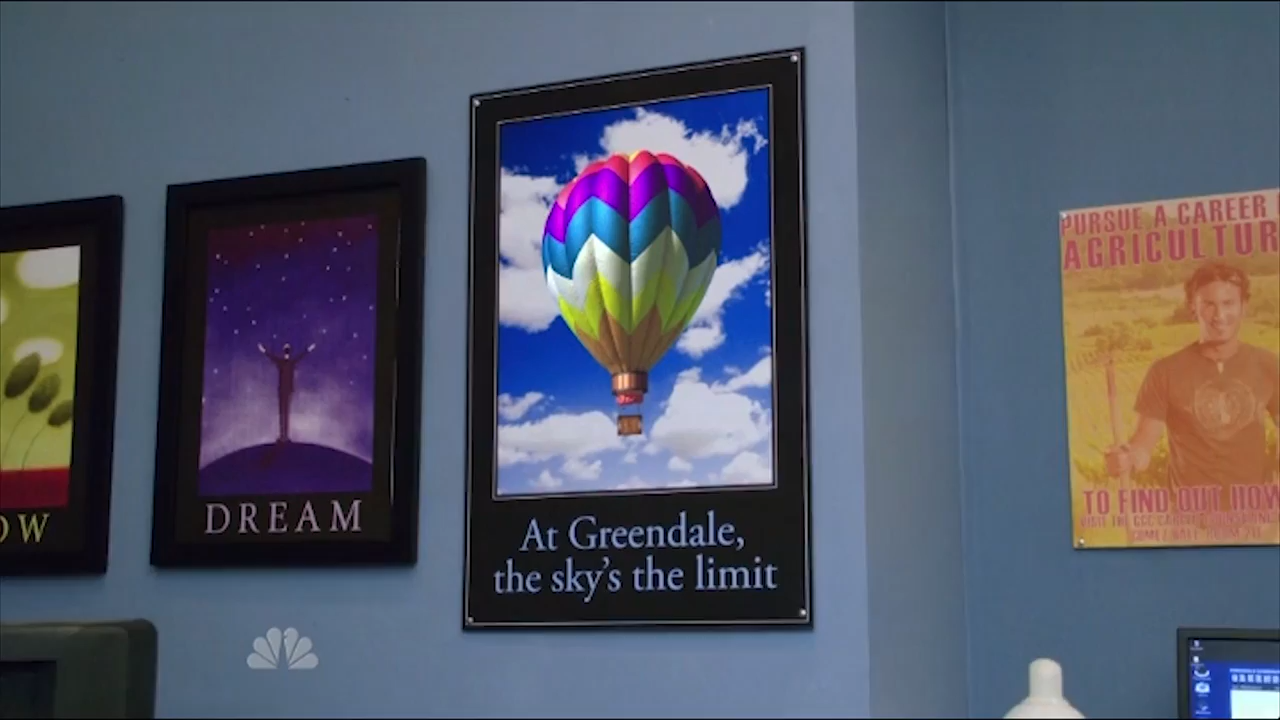 OW
DREAM
At Greendale,
the sky's the limit
PURSUE A CAREER
AGRICULTUR
TO FIND OUT HOW